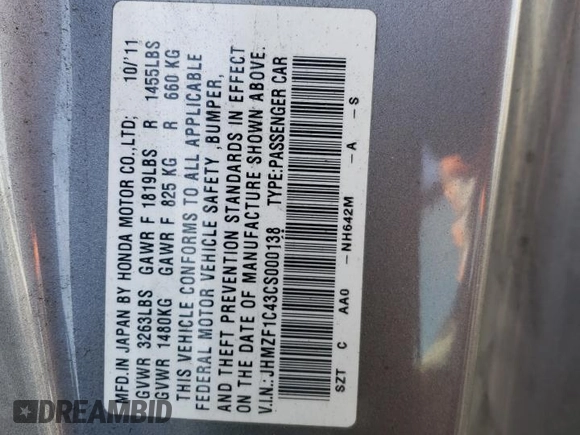 MFD.IN JAPAN BY HONDA MOTOR CO.,LTD; 10/'11
GVWR 3263LBS GAWR F 1819LBS R 1455LBS
GVWR 1480KG GAWR F 825 KG R 660 KG
THIS VEHICLE CONFORMS TO ALL APPLICABLE
FEDERAL MOTOR VEHICLE SAFETY ,BUMPER,
AND THEFT PREVENTION STANDARDS IN EFFECT
ON THE DATE OF MANUFACTURE SHOWN ABOVE.
V.I.N.:JHMZF1C43CS000138 TYPE:PASSENGER CAR
SZT C AA0 -NH642M -A -S
DREAMBID